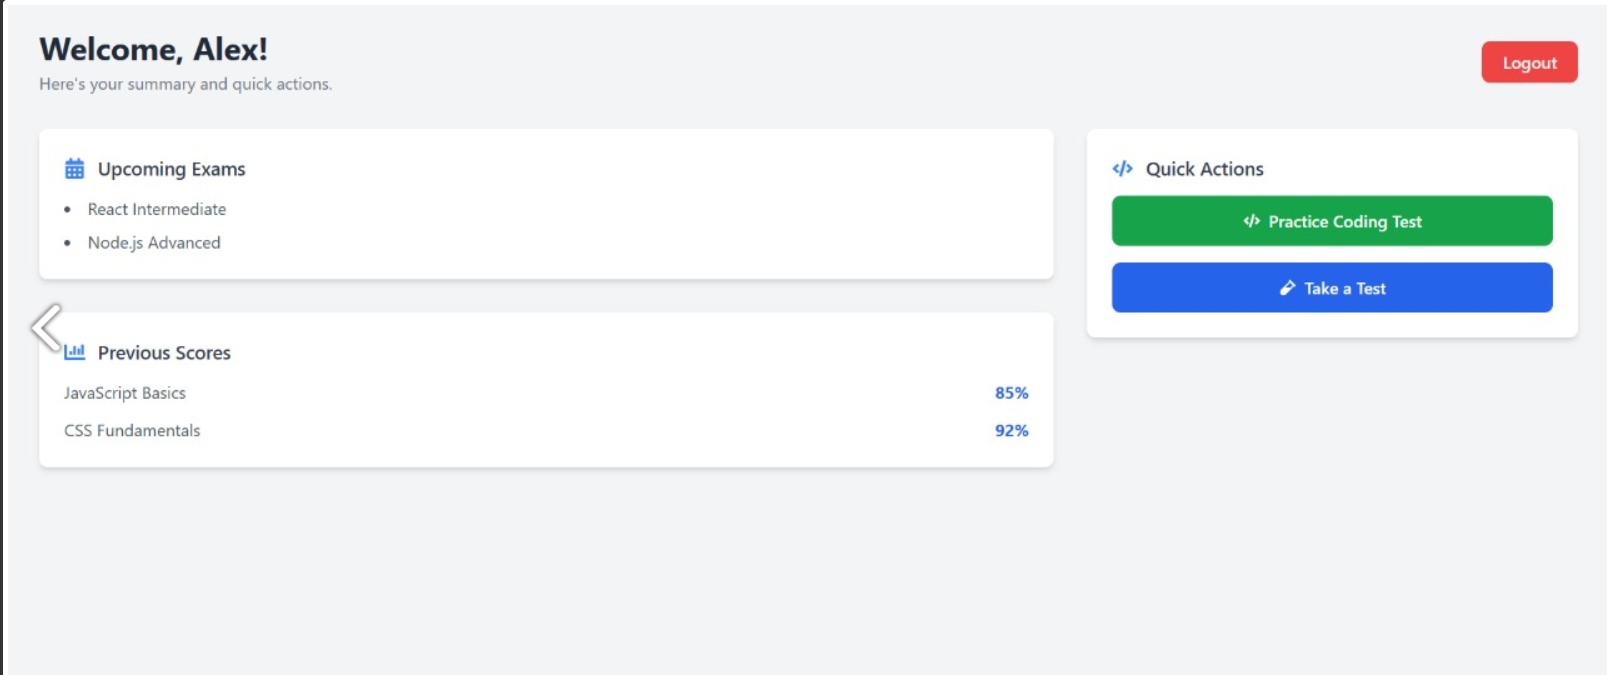 Welcome, Alex!
Here's your summary and quick actions.
Logout
Upcoming Exams
• React Intermediate
• Node.js Advanced
Previous Scores
JavaScript Basics 85%
CSS Fundamentals 92%
</> Quick Actions
</> Practice Coding Test
Take a Test